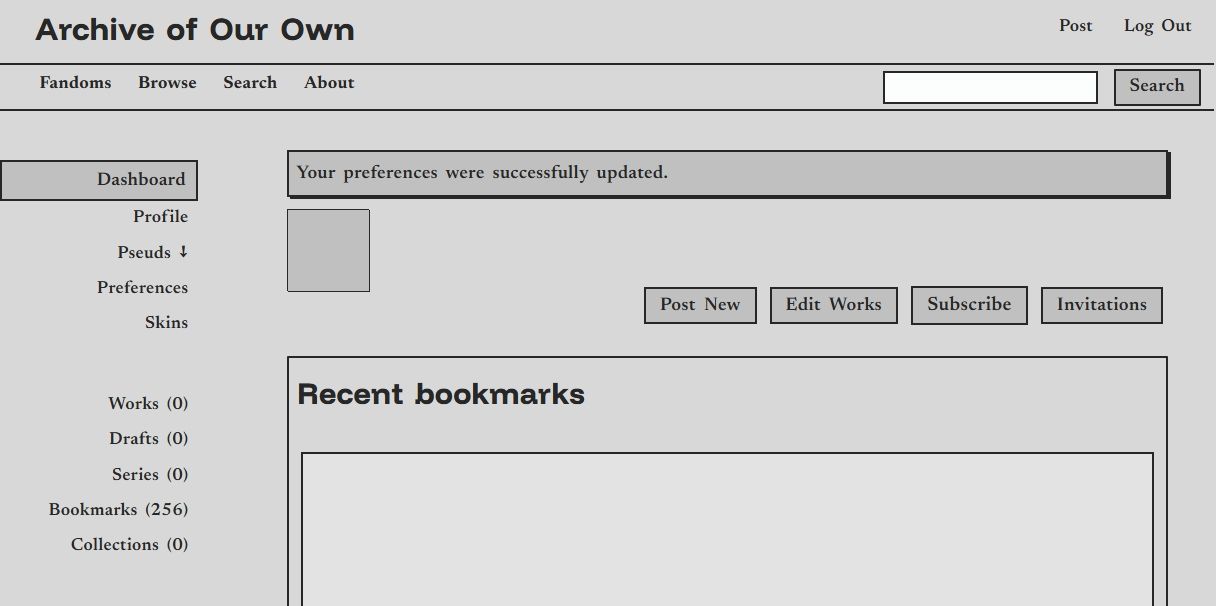 Archive of Our Own
Post Log Out
Fandoms Browse Search About
Search
Dashboard
Profile
Pseuds ↓
Preferences
Skins
Works (0)
Drafts (0)
Series (0)
Bookmarks (256)
Collections (0)
Your preferences were successfully updated.
Post New Edit Works Subscribe Invitations
Recent bookmarks